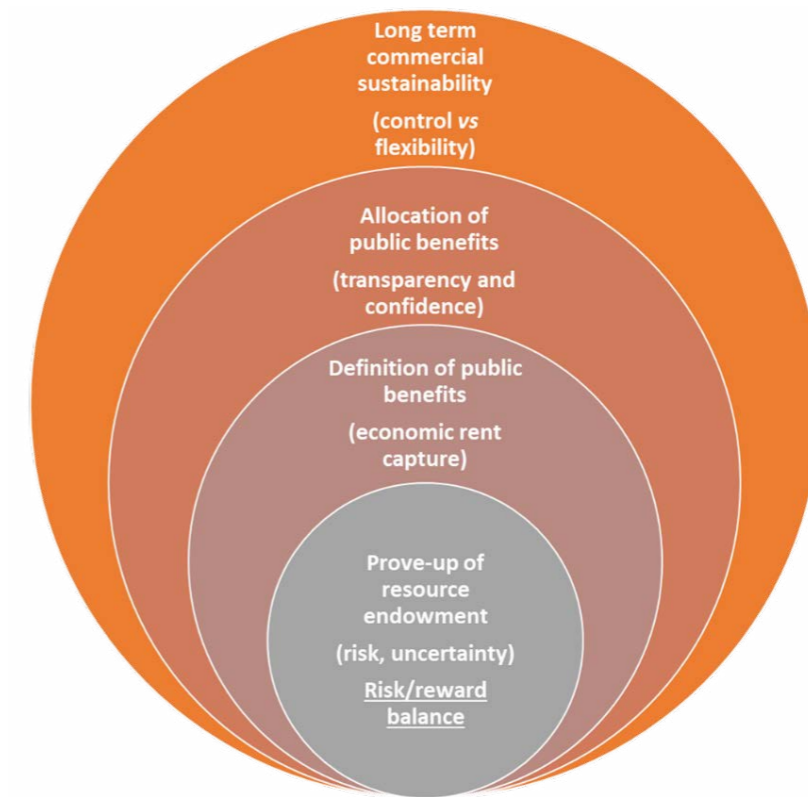 Long term
commercial
sustainability
(control vs
flexibility)
Allocation of
public benefits
(transparency and
confidence)
Definition of public
benefits
(economic rent
capture)
Prove-up of
resource
endowment
(risk, uncertainty)
Risk/reward
balance